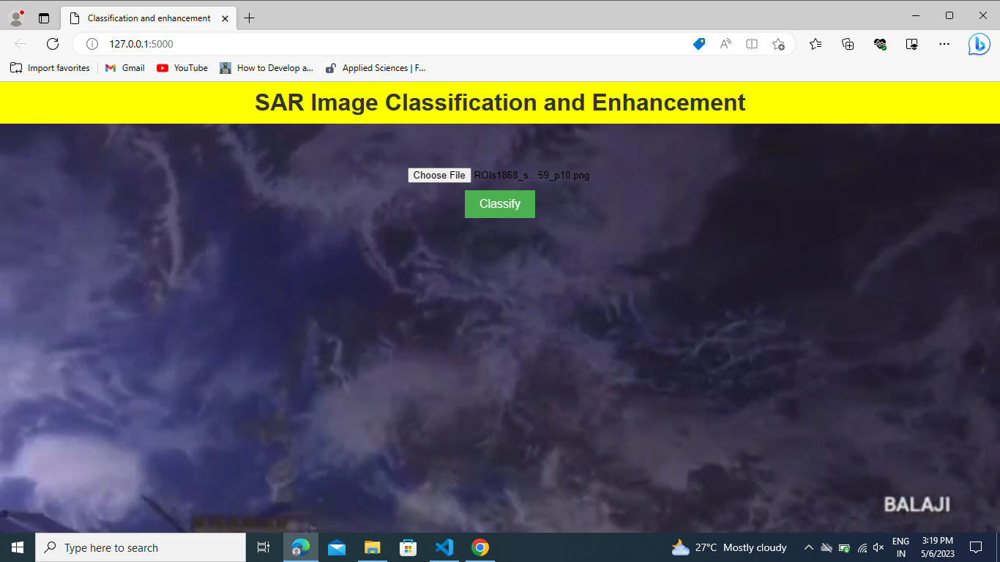 Classification and enhancement
127.0.0.1:5000
Import favorites
Gmail
YouTube
How to Develop a...
Applied Sciences | F...
SAR Image Classification and Enhancement
Choose File ROIs1868_s...59_p10.png
Classify
BALAJI
Type here to search
27°C Mostly cloudy
ENG
IN
3:19 PM
5/6/2023